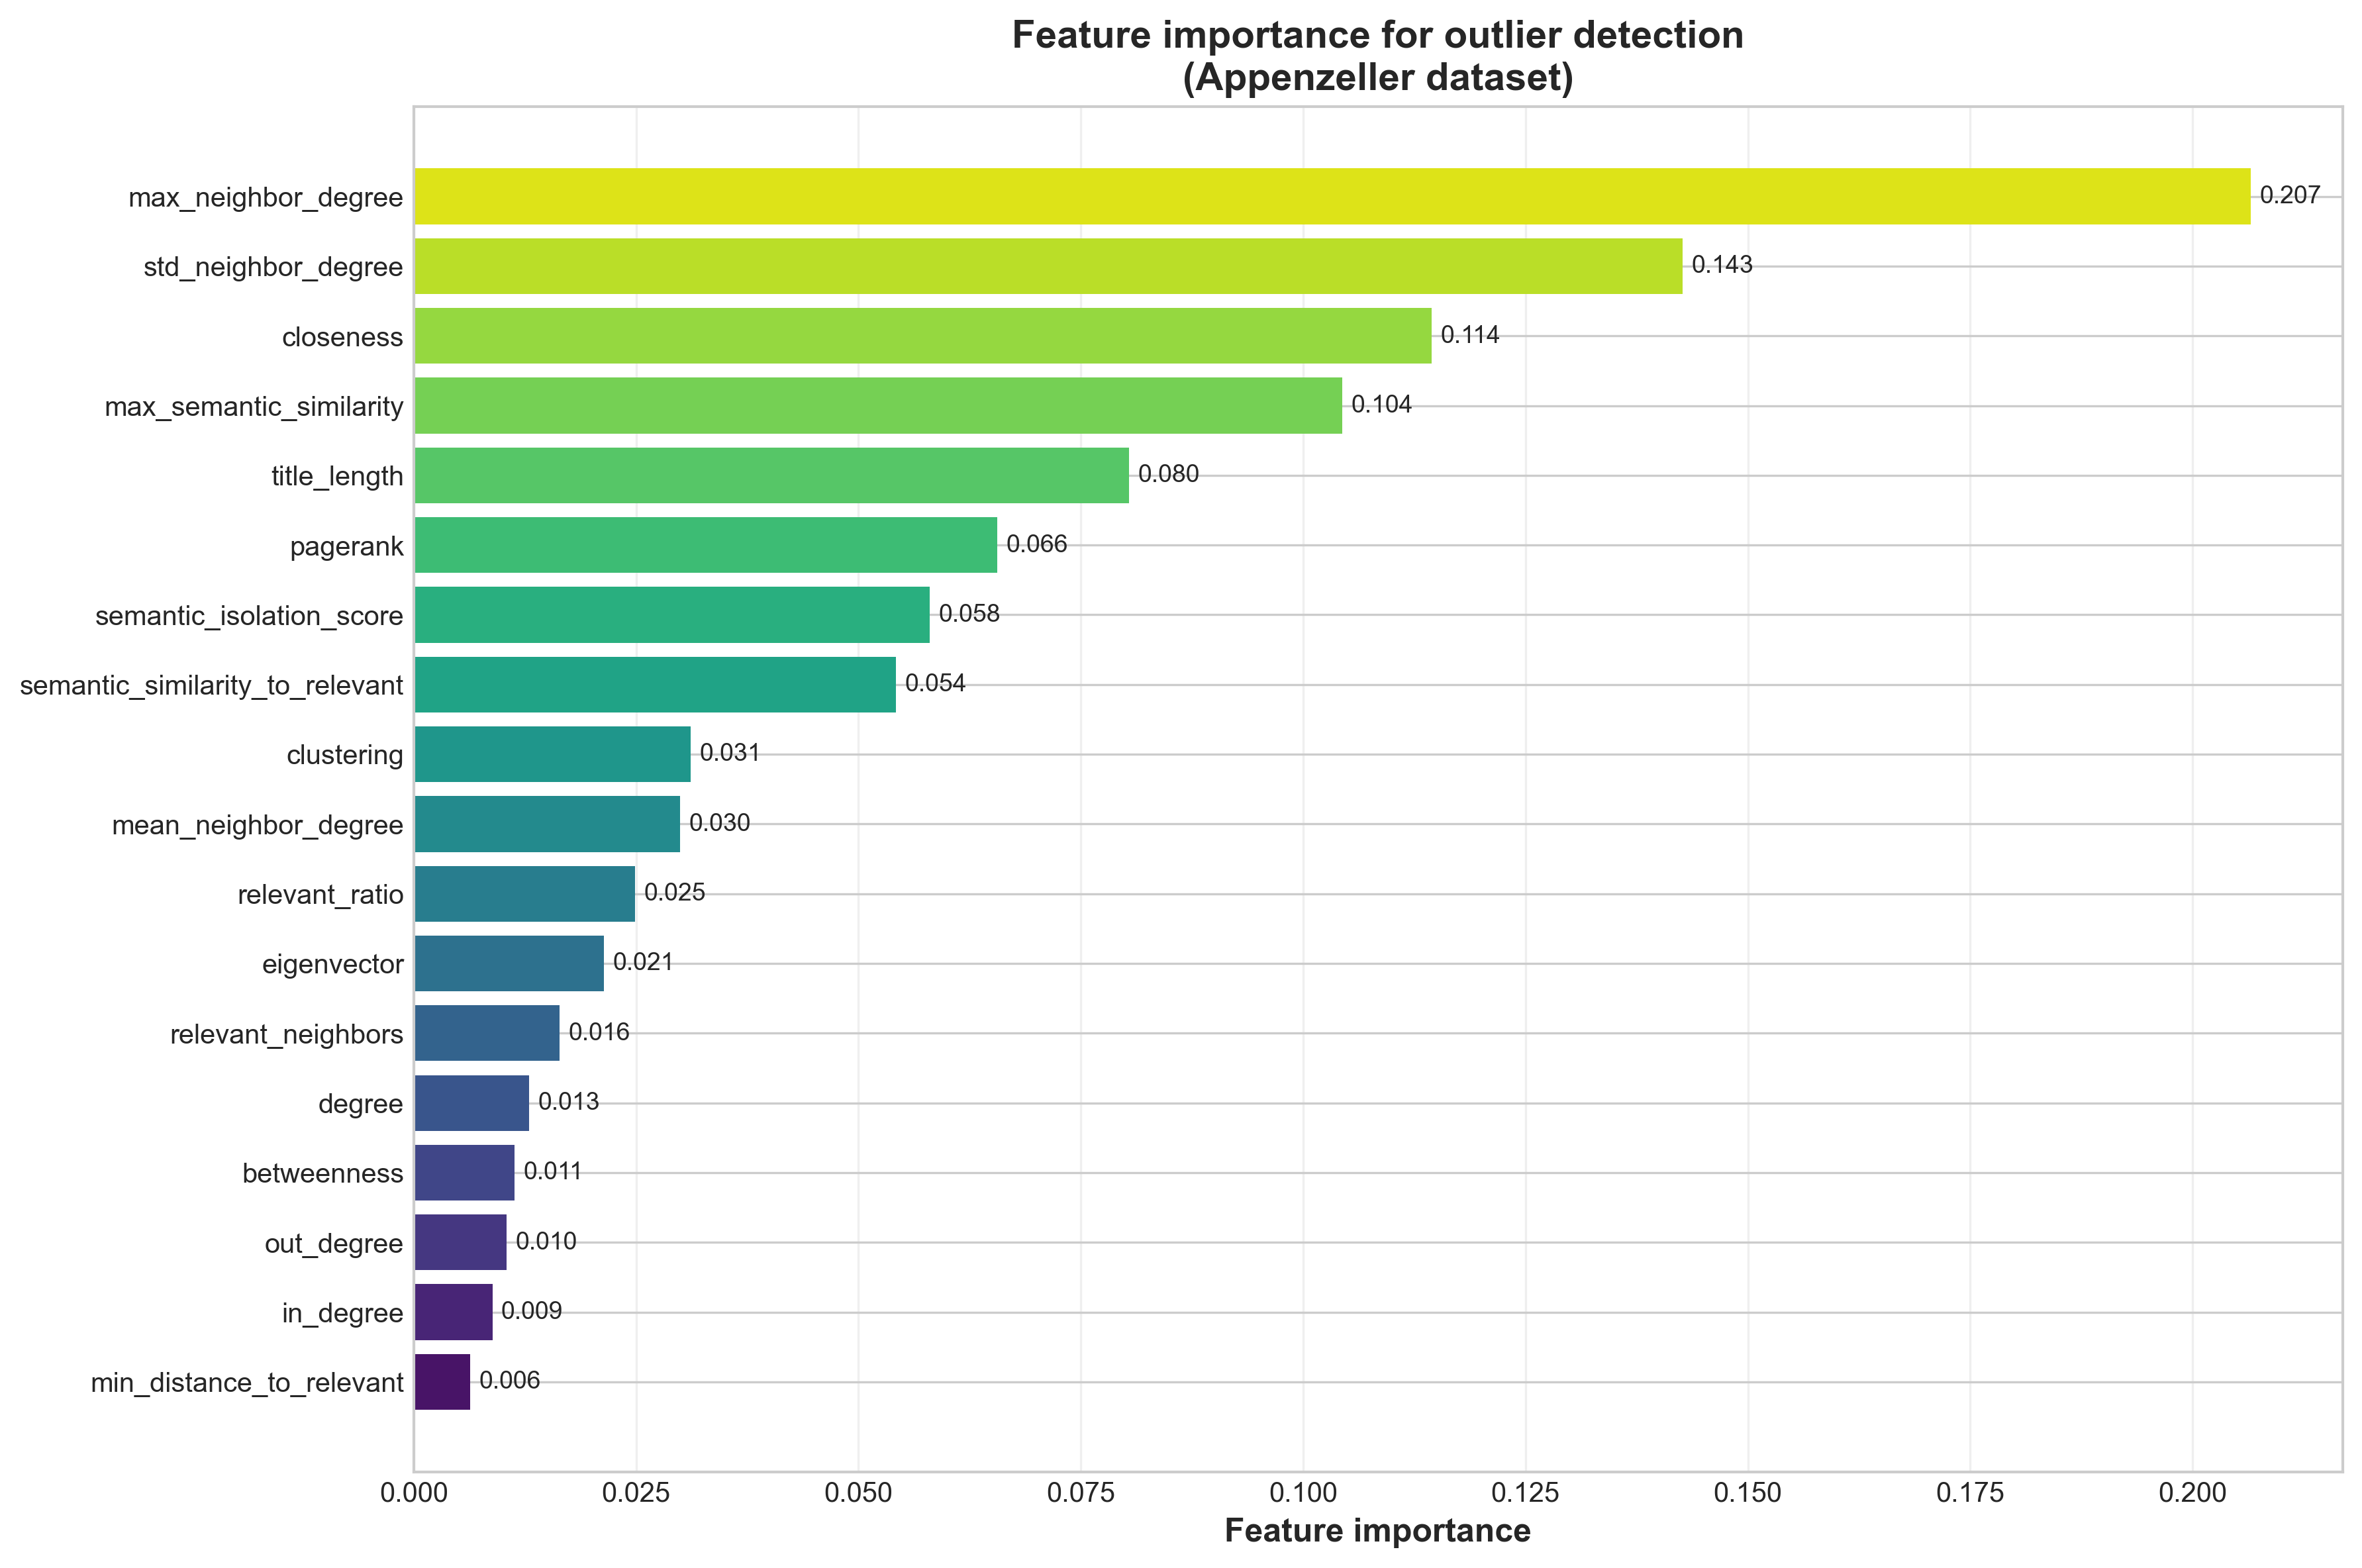 Feature importance for outlier detection
(Appenzeller dataset)
max_neighbor_degree 0.207
std_neighbor_degree 0.143
closeness 0.114
max_semantic_similarity 0.104
title_length 0.080
pagerank 0.066
semantic_isolation_score 0.058
semantic_similarity_to_relevant 0.054
clustering 0.031
mean_neighbor_degree 0.030
relevant_ratio 0.025
eigenvector 0.021
relevant_neighbors 0.016
degree 0.013
betweenness 0.011
out_degree 0.010
in_degree 0.009
min_distance_to_relevant 0.006
0.000 0.025 0.050 0.075 0.100 0.125 0.150 0.175 0.200
Feature importance